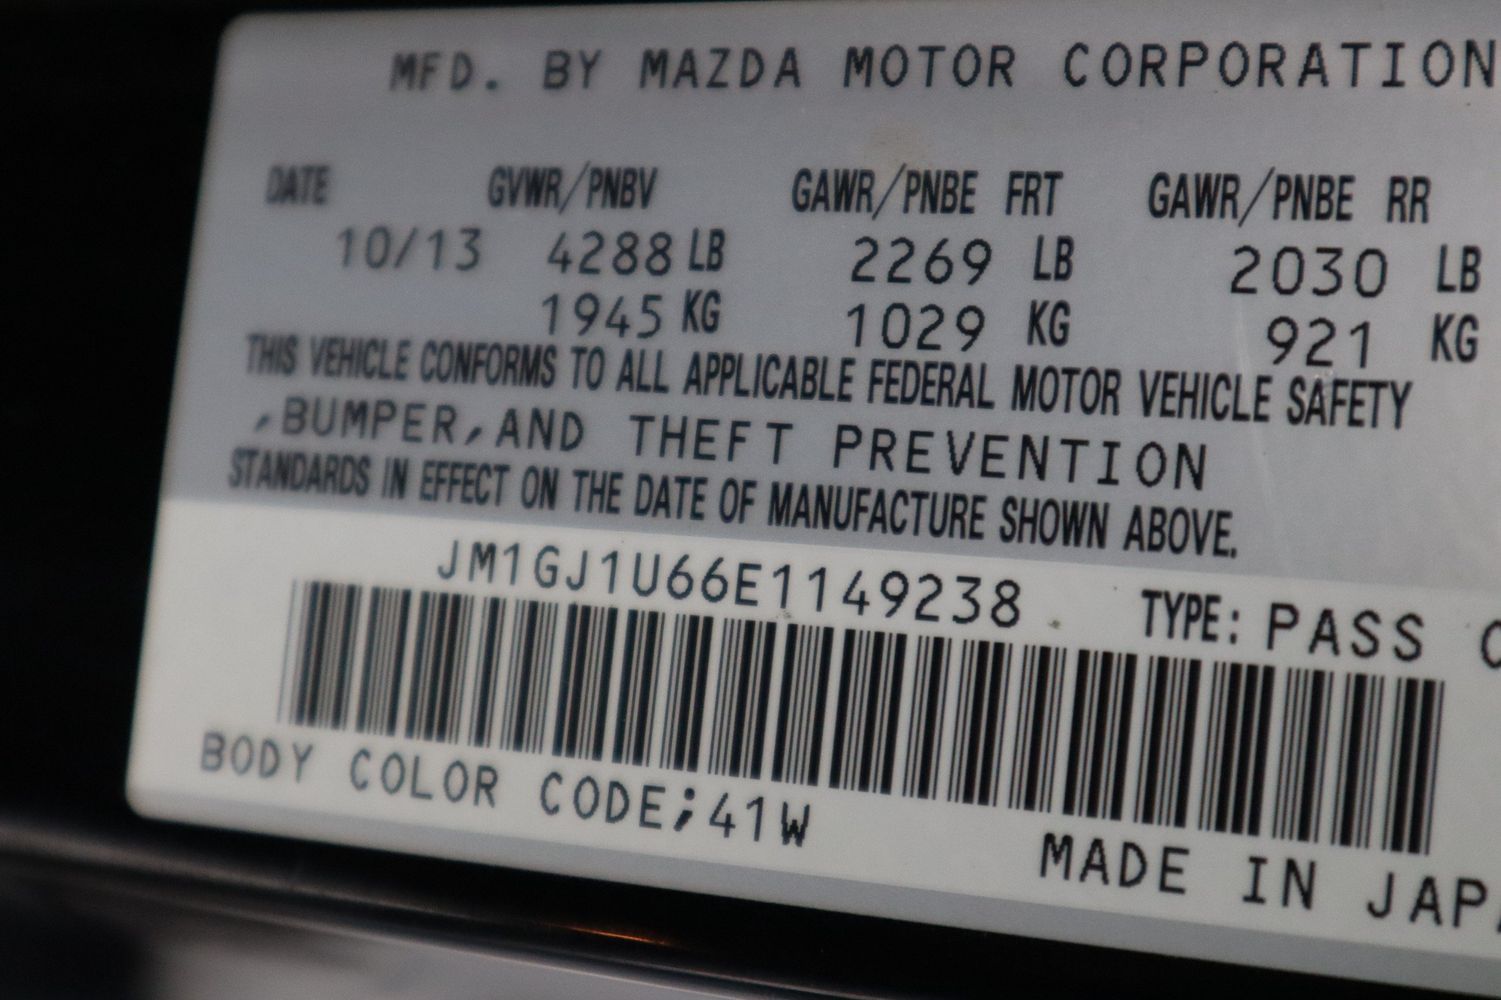 MFD. BY MAZDA MOTOR CORPORATION
DATE GVWR/PNBV GAWR/PNBE FRT GAWR/PNBE RR
10/13 4288 LB 2269 LB 2030 LB
1945 KG 1029 KG 921 KG
THIS VEHICLE CONFORMS TO ALL APPLICABLE FEDERAL MOTOR VEHICLE SAFETY
,BUMPER,AND THEFT PREVENTION
STANDARDS IN EFFECT ON THE DATE OF MANUFACTURE SHOWN ABOVE.
JM1GJ1U66E1149238 TYPE: PASS
BODY COLOR CODE;41W
MADE IN JAP